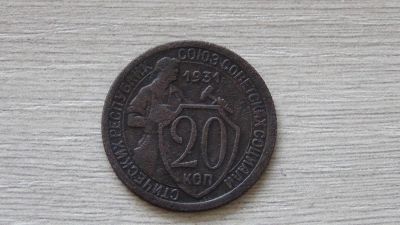 СОЮЗ СОВЕТСКИХ СОЦИАЛИСТИЧЕСКИХ РЕСПУБЛИК
1931
20
КОП